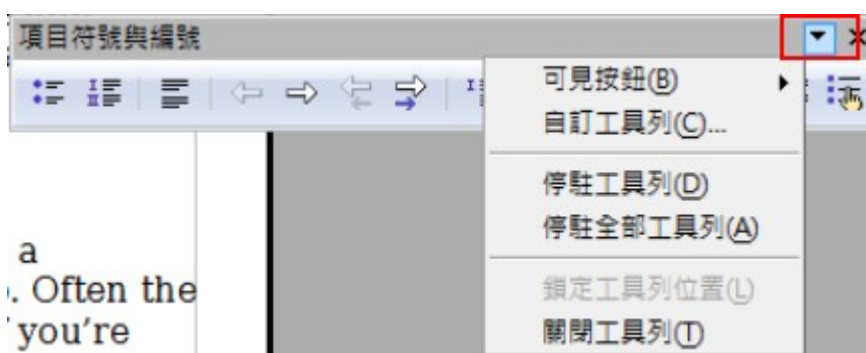 項目符號與編號
可見按鈕(B)
自訂工具列(C)...
停駐工具列(D)
停駐全部工具列(A)
鎖定工具列位置(L)
關閉工具列(T)
a
. Often the
you’re